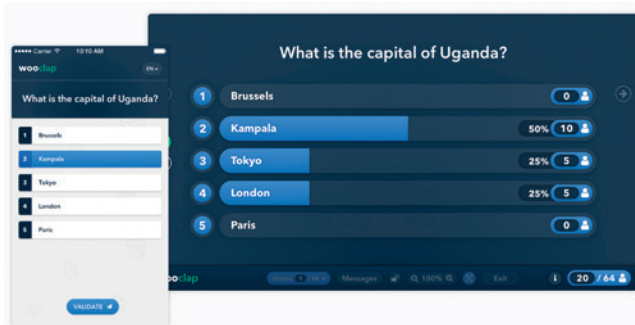 Carrier 10:10 AM
wooclap EN
What is the capital of Uganda?
1 Brussels
2 Kampala
3 Tokyo
4 London
5 Paris
VALIDATE
What is the capital of Uganda?
1 Brussels 0
2 Kampala 50% 10
3 Tokyo 25% 5
4 London 25% 5
5 Paris 0
ooclap Votes Messages 100% Exit i 20 / 64